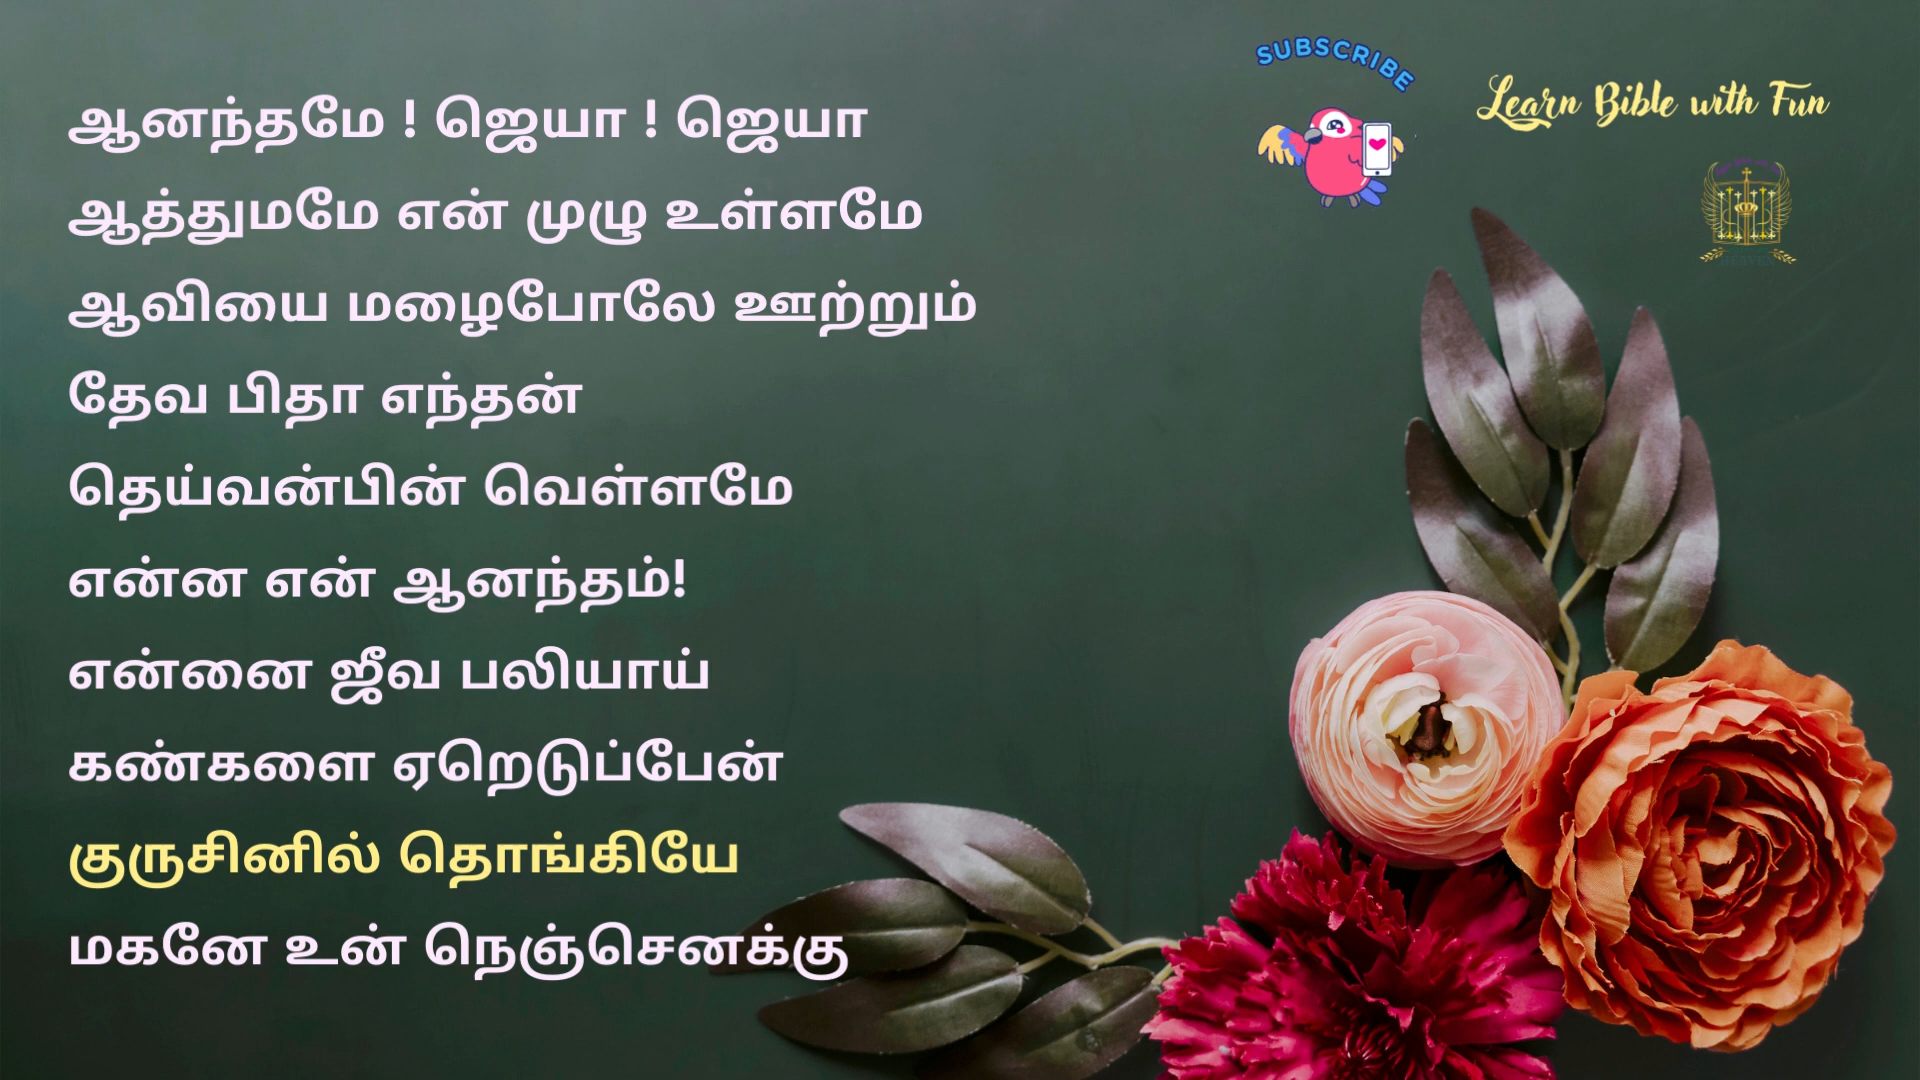 ஆனந்தமே ! ஜெயா ! ஜெயா
ஆத்துமமே என் முழு உள்ளமே
ஆவியை மழைபோலே ஊற்றும்
தேவ பிதா எந்தன்
தெய்வன்பின் வெள்ளமே
என்ன என் ஆனந்தம்!
என்னை ஜீவ பலியாய்
கண்களை ஏறெடுப்பேன்
குருசினில் தொங்கியே
மகனே உன் நெஞ்செனக்கு
SUBSCRIBE
Learn Bible with Fun